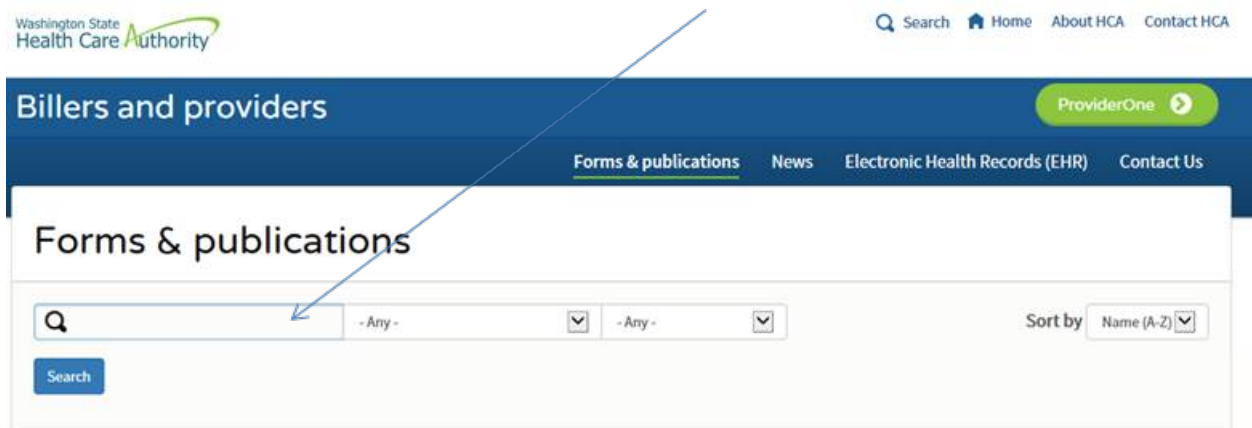 Washington State
Health Care Authority
Search Home About HCA Contact HCA
Billers and providers
ProviderOne
Forms & publications News Electronic Health Records (EHR) Contact Us
Forms & publications
- Any - - Any - Sort by Name (A-Z)
Search